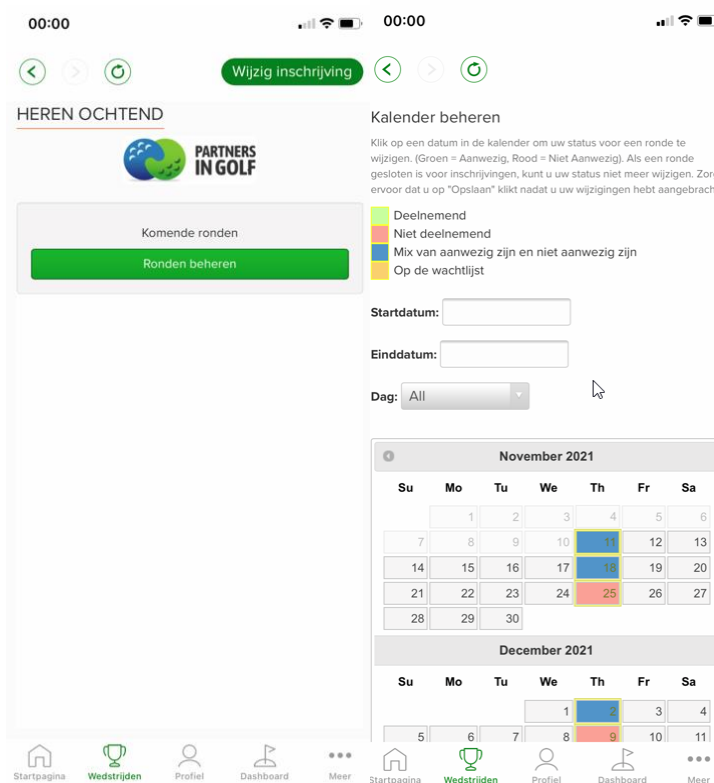 00:00
Wijzig inschrijving
HEREN OCHTEND
PARTNERS
IN GOLF
Komende ronden
Ronden beheren
Startpagina Wedstrijden Profiel Dashboard Meer
00:00
Kalender beheren
Klik op een datum in de kalender om uw status voor een ronde te
wijzigen. (Groen = Aanwezig, Rood = Niet Aanwezig). Als een ronde
gesloten is voor inschrijvingen, kunt u uw status niet meer wijzigen. Zor
ervoor dat u op "Opslaan" klikt nadat u uw wijzigingen hebt aangebrach
Deelnemend
Niet deelnemend
Mix van aanwezig zijn en niet aanwezig zijn
Op de wachtlijst
Startdatum:
Einddatum:
Dag: All
November 2021
Su Mo Tu We Th Fr Sa
1 2 3 4 5 6
7 8 9 10 11 12 13
14 15 16 17 18 19 20
21 22 23 24 25 26 27
28 29 30
December 2021
Su Mo Tu We Th Fr Sa
1 2 3 4
5 6 7 8 9 10 11
Startpagina Wedstrijden Profiel Dashboard Meer